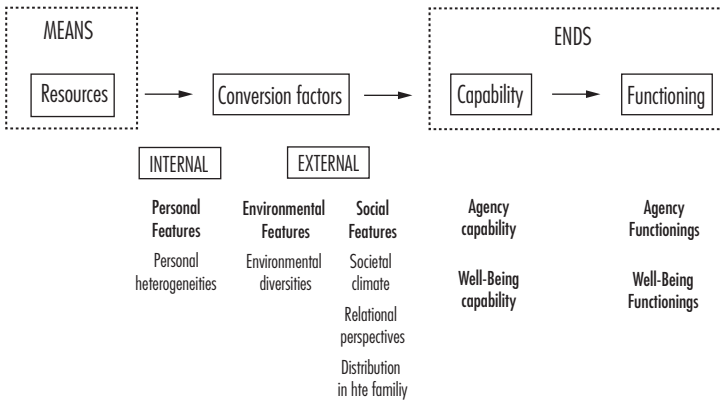 MEANS
ENDS
Resources
Conversion factors
Capability
Functioning
INTERNAL
EXTERNAL
Personal
Features
Personal
heterogeneities
Environmental
Features
Environmental
diversities
Social
Features
Societal
climate
Relational
perspectives
Distribution
in hte familiy
Agency
capability
Well-Being
capability
Agency
Functionings
Well-Being
Functionings